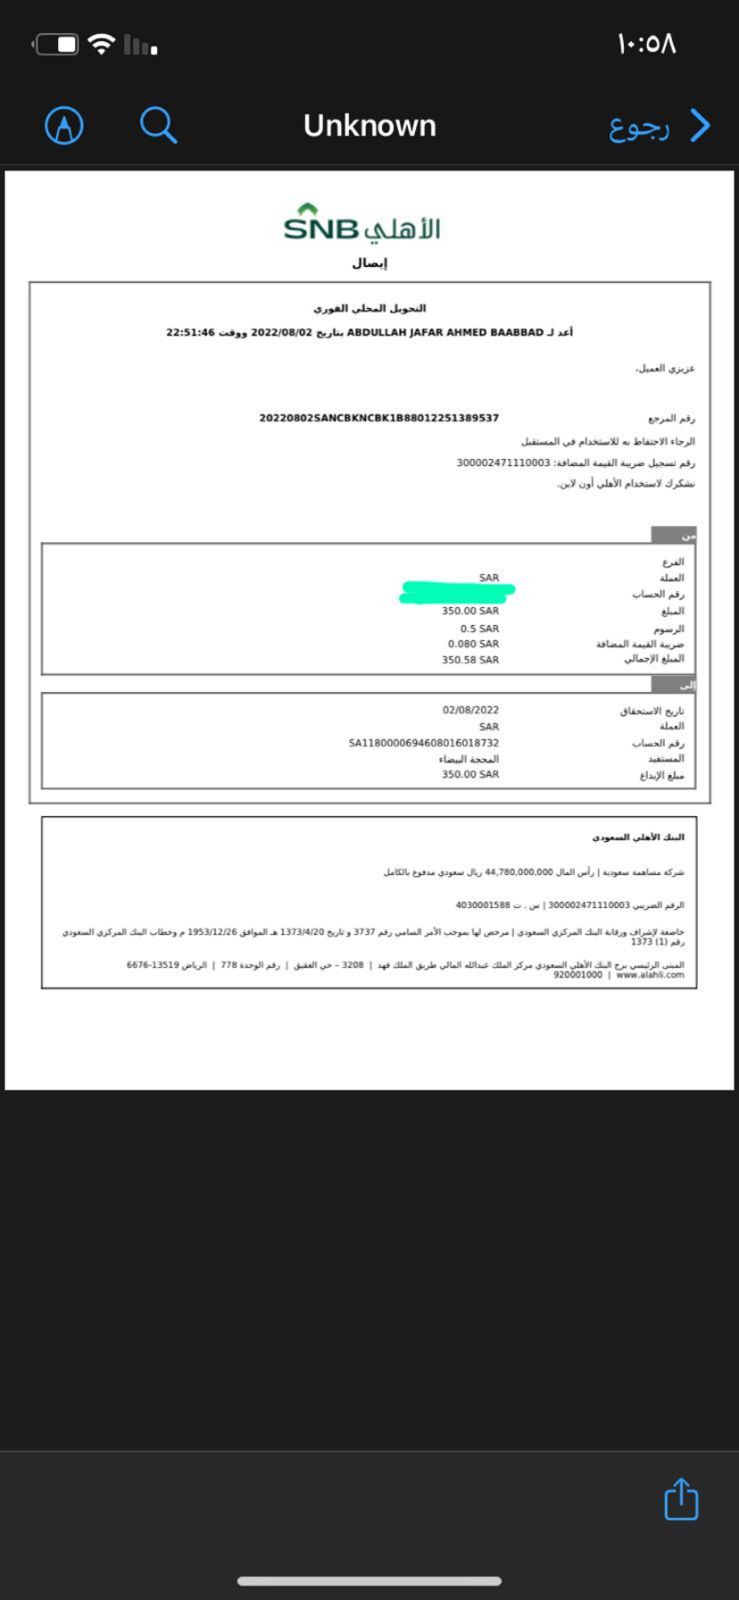 ١٠:٥٨
رجوع
Unknown
SNB الأهلي
إيصال
التحويل المحلي الفوري
أعد لـ ABDULLAH JAFAR AHMED BAABBAD بتاريخ 2022/08/02 ووقت 22:51:46
عزيزي العميل،
رقم المرجع 20220802SANCBKNCBK1B88012251389537
الرجاء الاحتفاظ به للاستخدام في المستقبل
رقم تسجيل ضريبة القيمة المضافة: 300002471110003
نشكرك لاستخدام الأهلي أون لاين.
من
الفرع
العملة SAR
رقم الحساب
المبلغ 350.00 SAR
الرسوم 0.5 SAR
ضريبة القيمة المضافة 0.080 SAR
المبلغ الإجمالي 350.58 SAR
إلى
تاريخ الاستحقاق 02/08/2022
العملة SAR
رقم الحساب SA1180000694608016018732
المستفيد المحجة البيضاء
مبلغ الإيداع 350.00 SAR
البنك الأهلي السعودي
شركة مساهمة سعودية | رأس المال 44,780,000,000 ريال سعودي مدفوع بالكامل
الرقم الضريبي 300002471110003 | س . ت 4030001588
خاضعة لإشراف ورقابة البنك المركزي السعودي | مرخص لها بموجب الأمر السامي رقم 3737 و تاريخ 1373/4/20 هـ الموافق 1953/12/26 م وخطاب البنك المركزي السعودي
رقم (1) 1373
المبنى الرئيسي برج البنك الأهلي السعودي مركز الملك عبدالله المالي طريق الملك فهد | 3208 – حي العقيق | رقم الوحدة 778 | الرياض 13519-6676
920001000 | www.alahli.com